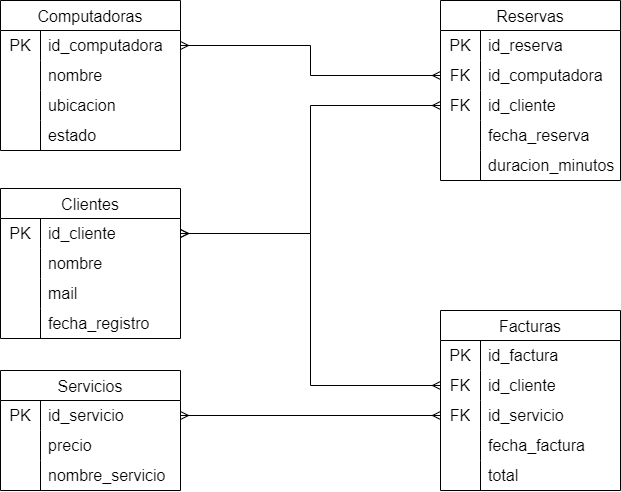 Computadoras
PK id_computadora
nombre
ubicacion
estado
Clientes
PK id_cliente
nombre
mail
fecha_registro
Servicios
PK id_servicio
precio
nombre_servicio
Reservas
PK id_reserva
FK id_computadora
FK id_cliente
fecha_reserva
duracion_minutos
Facturas
PK id_factura
FK id_cliente
FK id_servicio
fecha_factura
total